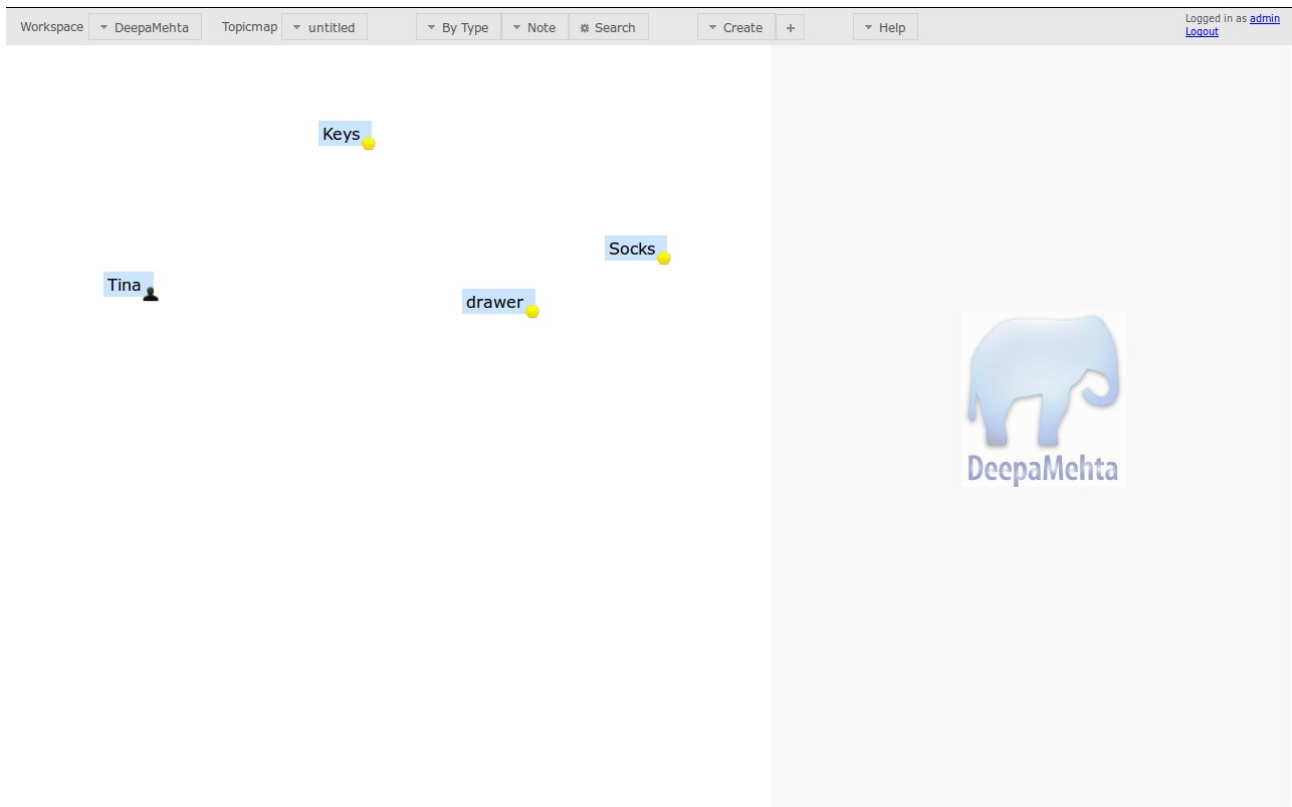 Workspace DeepaMehta Topicmap untitled By Type Note Search Create + Help Logged in as admin
Logout
Keys
Socks
Tina
drawer
DeepaMehta